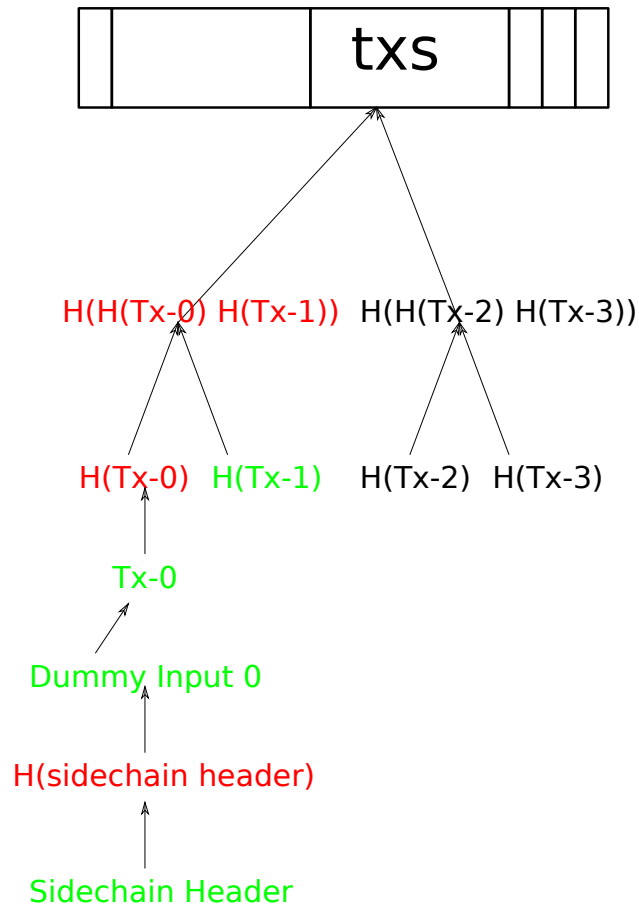 txs
H(H(Tx-0) H(Tx-1)) H(H(Tx-2) H(Tx-3))
H(Tx-0) H(Tx-1) H(Tx-2) H(Tx-3)
Tx-0
Dummy Input 0
H(sidechain header)
Sidechain Header